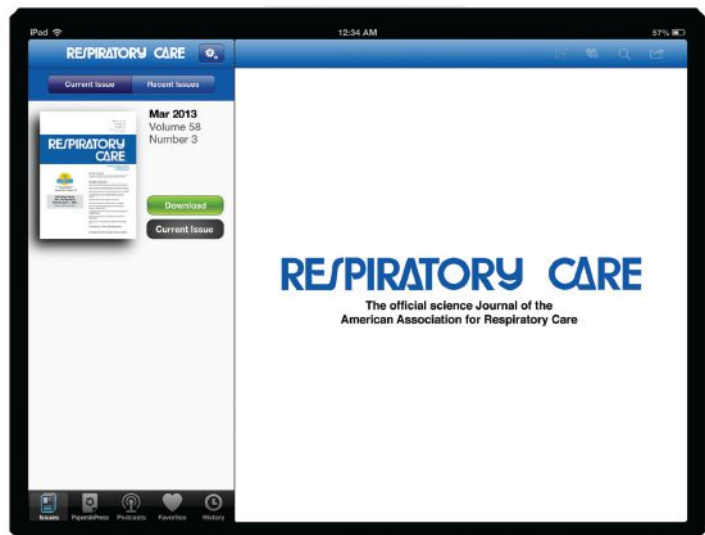 iPad
12:34 AM
57%
RESPIRATORY CARE
Current Issue
Recent Issues
Mar 2013
Volume 58
Number 3
RESPIRATORY
CARE
Download
Current Issue
RESPIRATORY CARE
The official science Journal of the
American Association for Respiratory Care
Issues
PapersInPress
Podcasts
Favorites
History